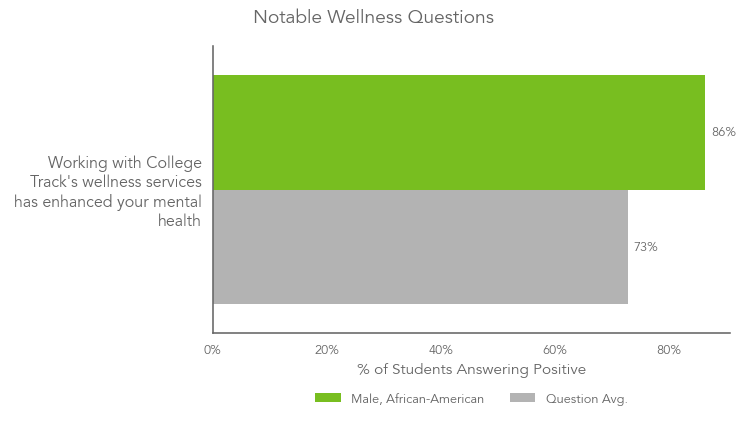 Notable Wellness Questions
86%
Working with College
Track's wellness services
has enhanced your mental
health
73%
0% 20% 40% 60% 80%
% of Students Answering Positive
Male, African-American Question Avg.